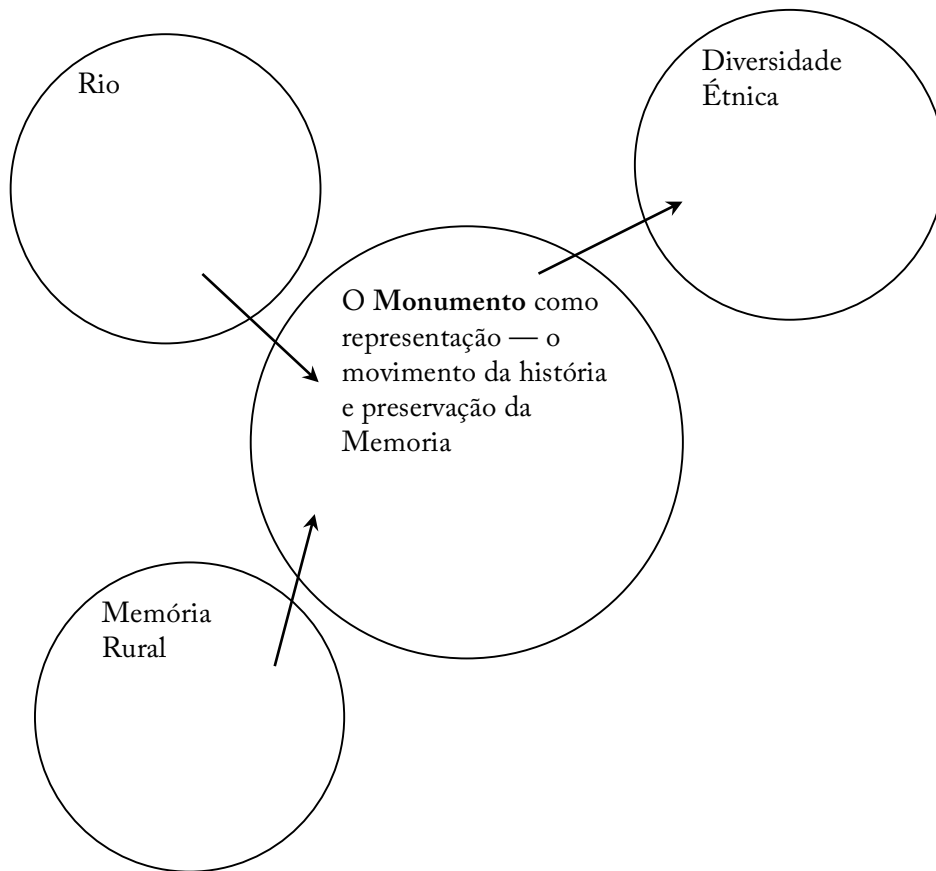 Rio
Diversidade
Étnica
O Monumento como
representação — o
movimento da história
e preservação da
Memoria
Memória
Rural